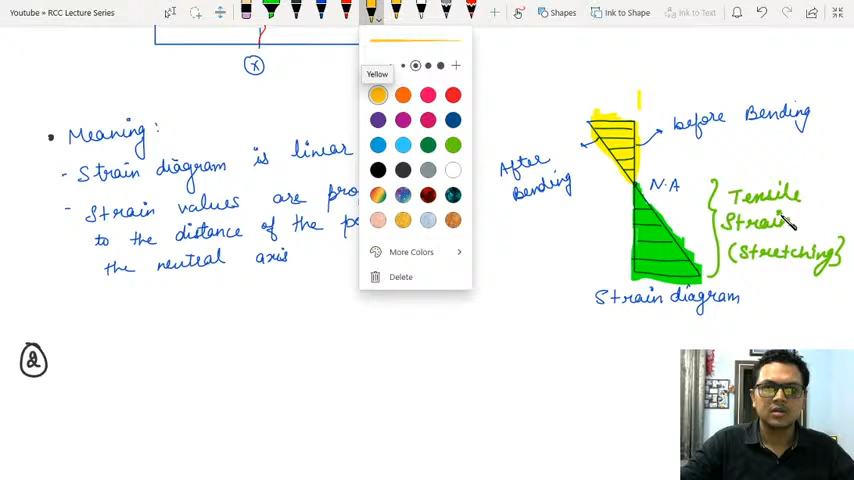 Youtube » RCC Lecture Series
Shapes
Ink to Shape
Ink to Text
x
Yellow
• Meaning:
- Strain diagram is linear
- Strain values are
to the distance of the
the neutral axis
More Colors
Delete
before Bending
After
Bending
N.A
Tensile
Strain
(Stretching)
Strain diagram
2